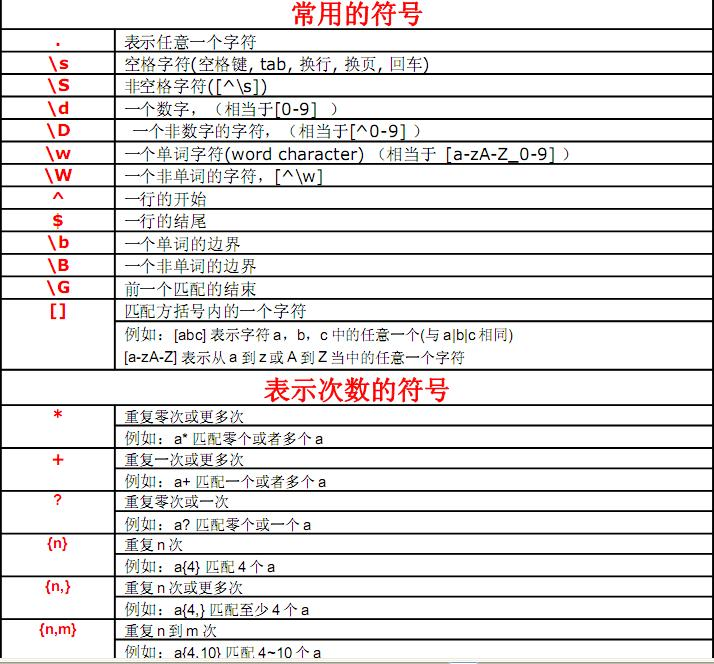 常用的符号
. 表示任意一个字符
\s 空格字符(空格键, tab, 换行, 换页, 回车)
\S 非空格字符([^\s])
\d 一个数字，（相当于[0-9] ）
\D 一个非数字的字符，（相当于[^0-9] ）
\w 一个单词字符(word character) （相当于 [a-zA-Z_0-9] ）
\W 一个非单词的字符，[^\w]
^ 一行的开始
$ 一行的结尾
\b 一个单词的边界
\B 一个非单词的边界
\G 前一个匹配的结束
[] 匹配方括号内的一个字符
例如：[abc] 表示字符 a，b，c 中的任意一个(与 a|b|c 相同)
[a-zA-Z] 表示从 a 到 z 或 A 到 Z 当中的任意一个字符
表示次数的符号
* 重复零次或更多次
例如：a* 匹配零个或者多个 a
+ 重复一次或更多次
例如：a+ 匹配一个或者多个 a
? 重复零次或一次
例如：a? 匹配零个或一个 a
{n} 重复 n 次
例如：a{4} 匹配 4 个 a
{n,} 重复 n 次或更多次
例如：a{4,} 匹配至少 4 个 a
{n,m} 重复 n 到 m 次
例如：a{4,10} 匹配 4~10 个 a